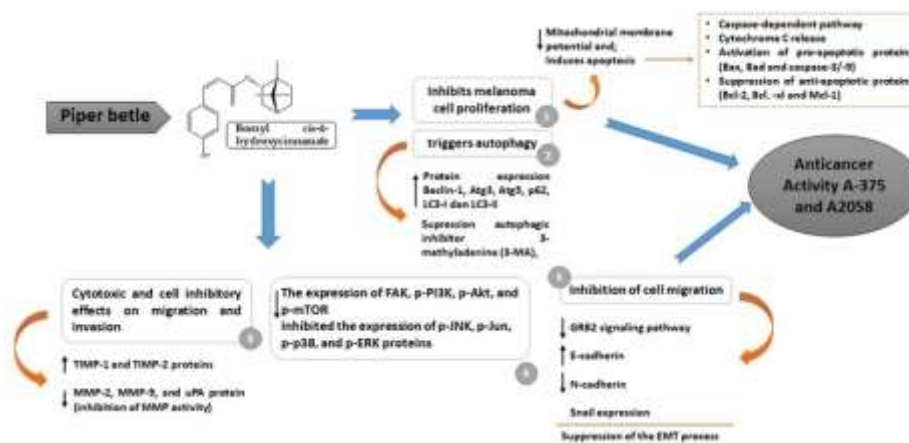 Piper betle
Bornyl cis-4-
hydroxycinnamate
Inhibits melanoma
cell proliferation
triggers autophagy
Protein expression
Beclin-1, Atg3, Atg5, p62,
LC3-I dan LC3-II
Supression autophagic
inhibitor 3-
methyladenine (3-MA),
Mitochondrial membrane
potential and;
Induces apoptosis
• Caspase-dependent pathway
• Cytochrome C release
• Activation of pro-apoptotic protein
(Bax, Bad and caspase-3/-9)
• Suppression of anti-apoptotic protein
(Bcl-2, Bcl, -xl and Mcl-1)
Anticancer
Activity A-375
and A2058
Cytotoxic and cell inhibitory
effects on migration and
invasion
TIMP-1 and TIMP-2 proteins
MMP-2, MMP-9, and uPA protein
(inhibition of MMP activity)
The expression of FAK, p-PI3K, p-Akt, and
p-mTOR
Inhibited the expression of p-JNK, p-Jun,
p-p38, and p-ERK proteins
Inhibition of cell migration
GRB2 signaling pathway
E-cadherin
N-cadherin
Snail expression
Suppression of the EMT process